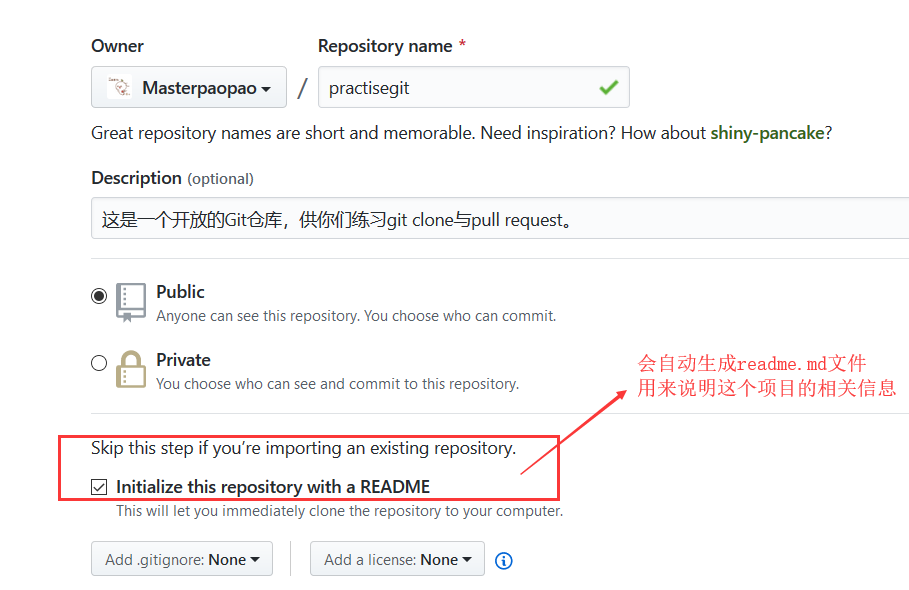 Owner
Repository name *
Masterpaopao / practisegit
Great repository names are short and memorable. Need inspiration? How about shiny-pancake?
Description (optional)
这是一个开放的Git仓库，供你们练习git clone与pull request。
Public
Anyone can see this repository. You choose who can commit.
Private
You choose who can see and commit to this repository.
会自动生成readme.md文件
用来说明这个项目的相关信息
Skip this step if you’re importing an existing repository.
Initialize this repository with a README
This will let you immediately clone the repository to your computer.
Add .gitignore: None
Add a license: None